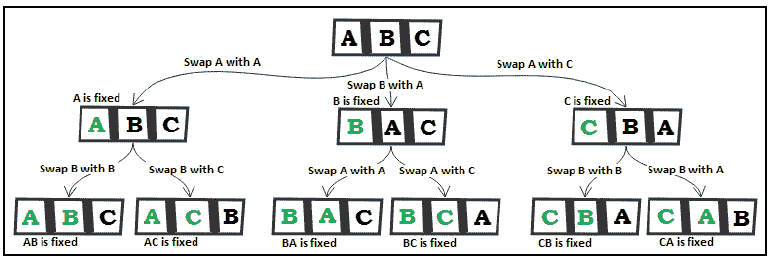 A B C
Swap A with A
Swap B with A
Swap A with C
A is fixed
B is fixed
C is fixed
A B C
B A C
C B A
Swap B with B
Swap B with C
Swap A with A
Swap A with C
Swap B with B
Swap B with A
A B C
A C B
B A C
B C A
C B A
C A B
AB is fixed
AC is fixed
BA is fixed
BC is fixed
CB is fixed
CA is fixed